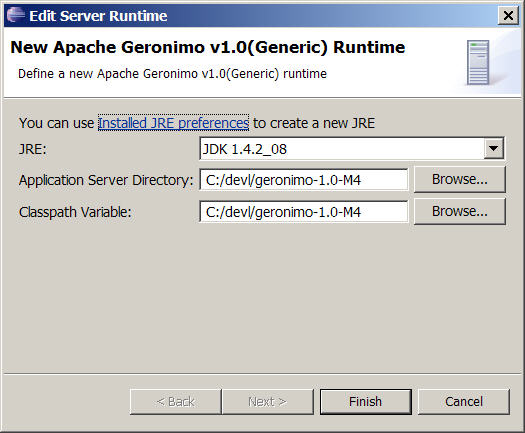 Edit Server Runtime
New Apache Geronimo v1.0(Generic) Runtime
Define a new Apache Geronimo v1.0(Generic) runtime
You can use Installed JRE preferences to create a new JRE
JRE: JDK 1.4.2_08
Application Server Directory: C:/devl/geronimo-1.0-M4 Browse...
Classpath Variable: C:/devl/geronimo-1.0-M4 Browse...
< Back Next > Finish Cancel